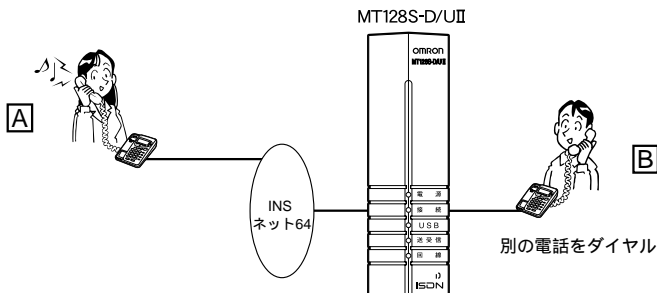 MT128S-D/UⅡ
OMRON
MT128S-D/UⅡ
A
B
電 源
接 続
USB
送受信
回 線
INS
ネット64
別の電話をダイヤル
ISDN